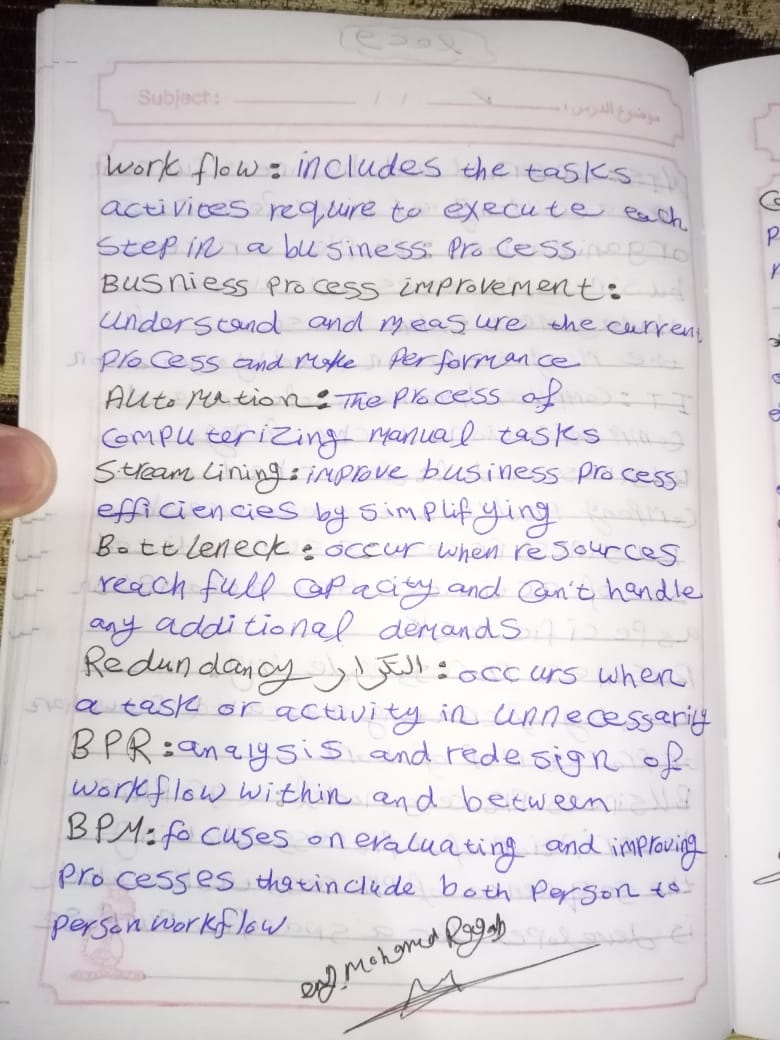 Subject: / / موضوع الدرس:
Work flow: includes the tasks
activites require to execute each
step in a business process
Busniess process improvement:
understand and measure the current
process and make performance
Automation: The process of
computerizing manual tasks
Streamlining: improve business process
efficiencies by simplifying
Bottleneck: occur when resources
reach full capacity and can't handle
any additional demands
Redundancy التكرار: occurs when
a task or activity in unnecessarily
BPR: analysis and redesign of
workflow within and between
BPM: focuses on evaluating and improving
processes that include both person to
person workflow
eng. Mohamed Ragab